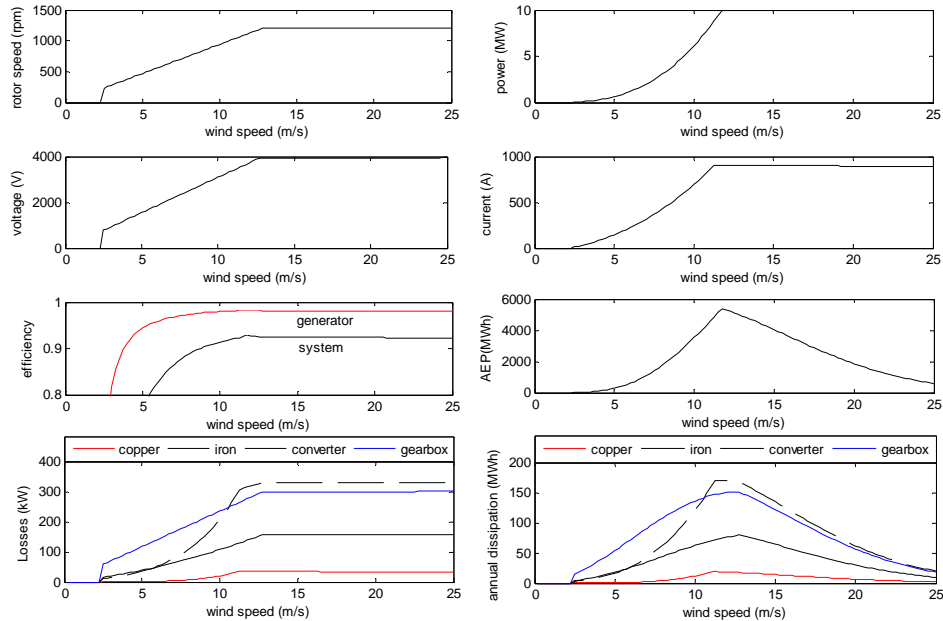 rotor speed (rpm)
1500
1000
500
0
0 5 10 15 20 25
wind speed (m/s)
power (MW)
10
5
0
0 5 10 15 20 25
wind speed (m/s)
voltage (V)
4000
2000
0
0 5 10 15 20 25
wind speed (m/s)
current (A)
1000
500
0
0 5 10 15 20 25
wind speed (m/s)
efficiency
1
0.9
0.8
generator
system
0 5 10 15 20 25
wind speed (m/s)
AEP(MWh)
6000
4000
2000
0
0 5 10 15 20 25
wind speed (m/s)
copper iron converter gearbox
Losses (kW)
400
300
200
100
0
0 5 10 15 20 25
wind speed (m/s)
copper iron converter gearbox
annual dissipation (MWh)
200
150
100
50
0
0 5 10 15 20 25
wind speed (m/s)